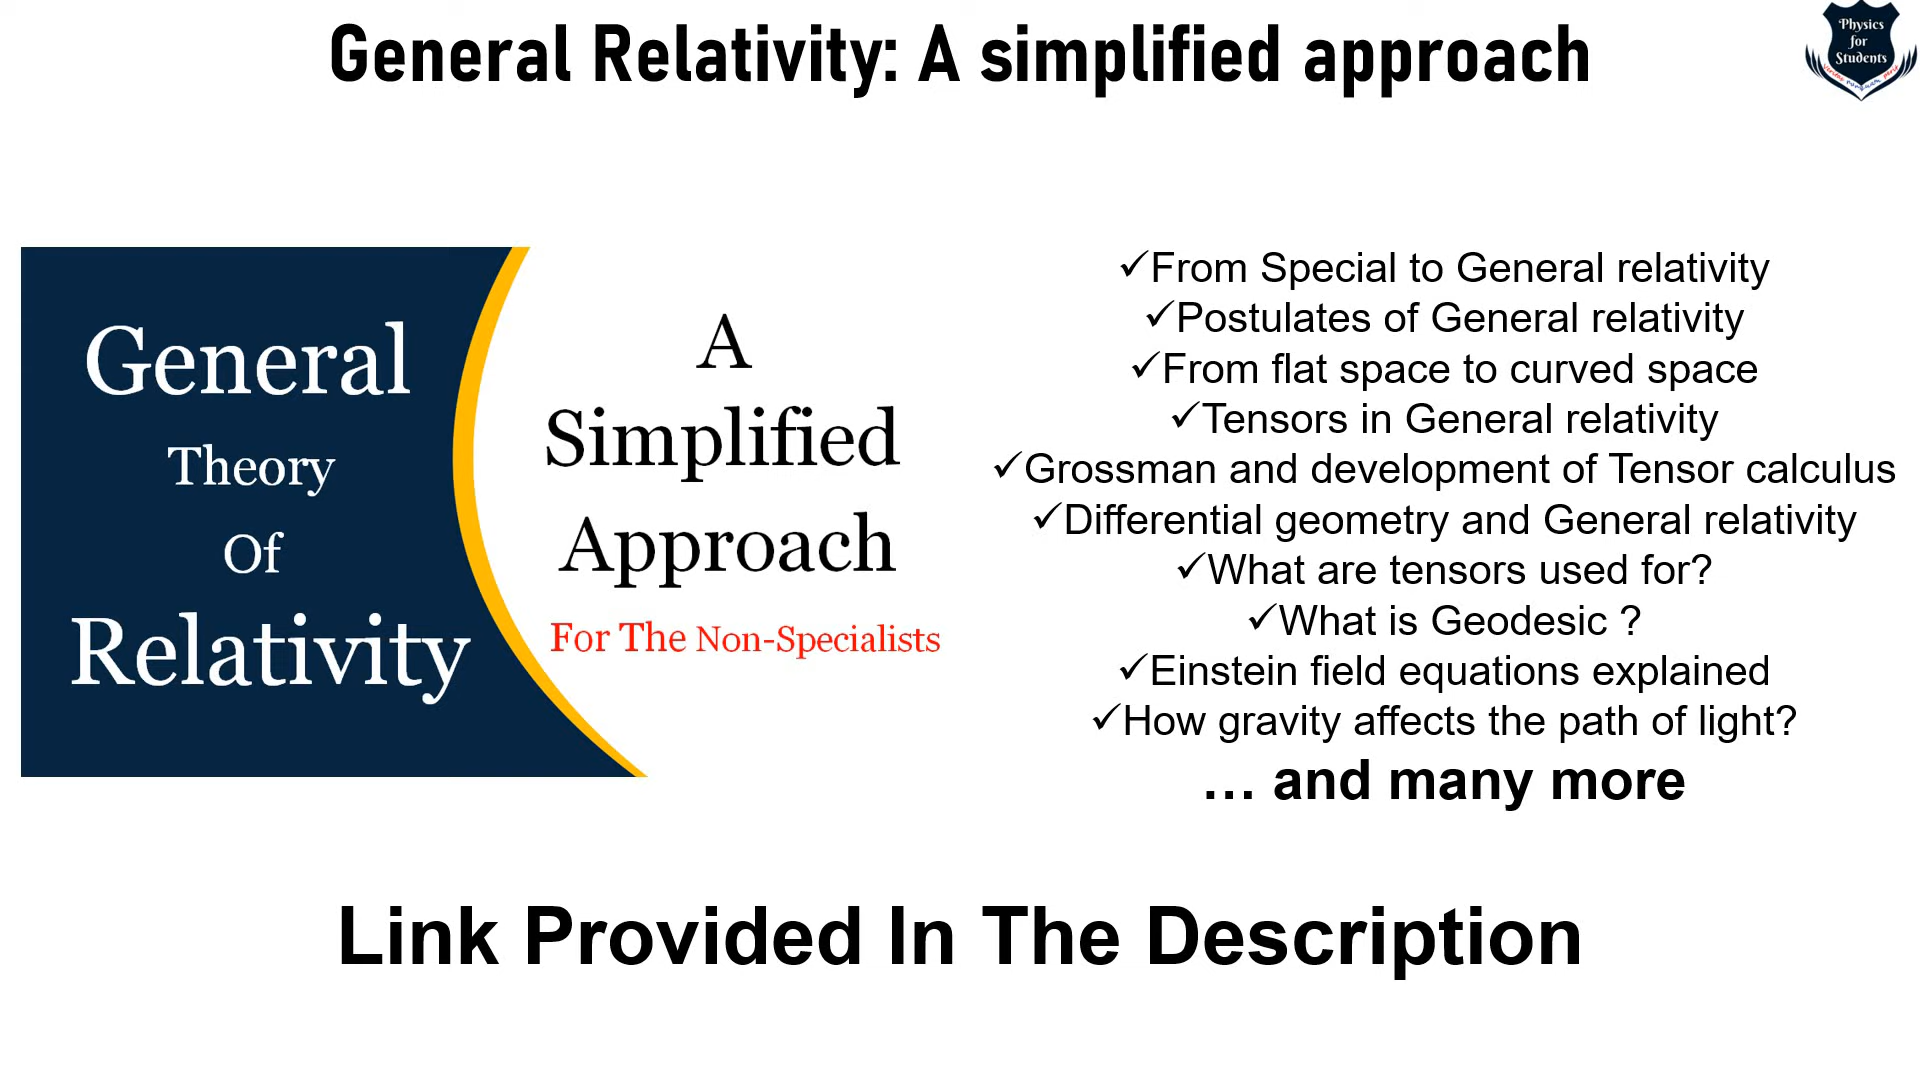 General Relativity: A simplified approach
Physics
for
Students
General
Theory
Of
Relativity
A
Simplified
Approach
For The Non-Specialists
✓From Special to General relativity
✓Postulates of General relativity
✓From flat space to curved space
✓Tensors in General relativity
✓Grossman and development of Tensor calculus
✓Differential geometry and General relativity
✓What are tensors used for?
✓What is Geodesic ?
✓Einstein field equations explained
✓How gravity affects the path of light?
… and many more
Link Provided In The Description